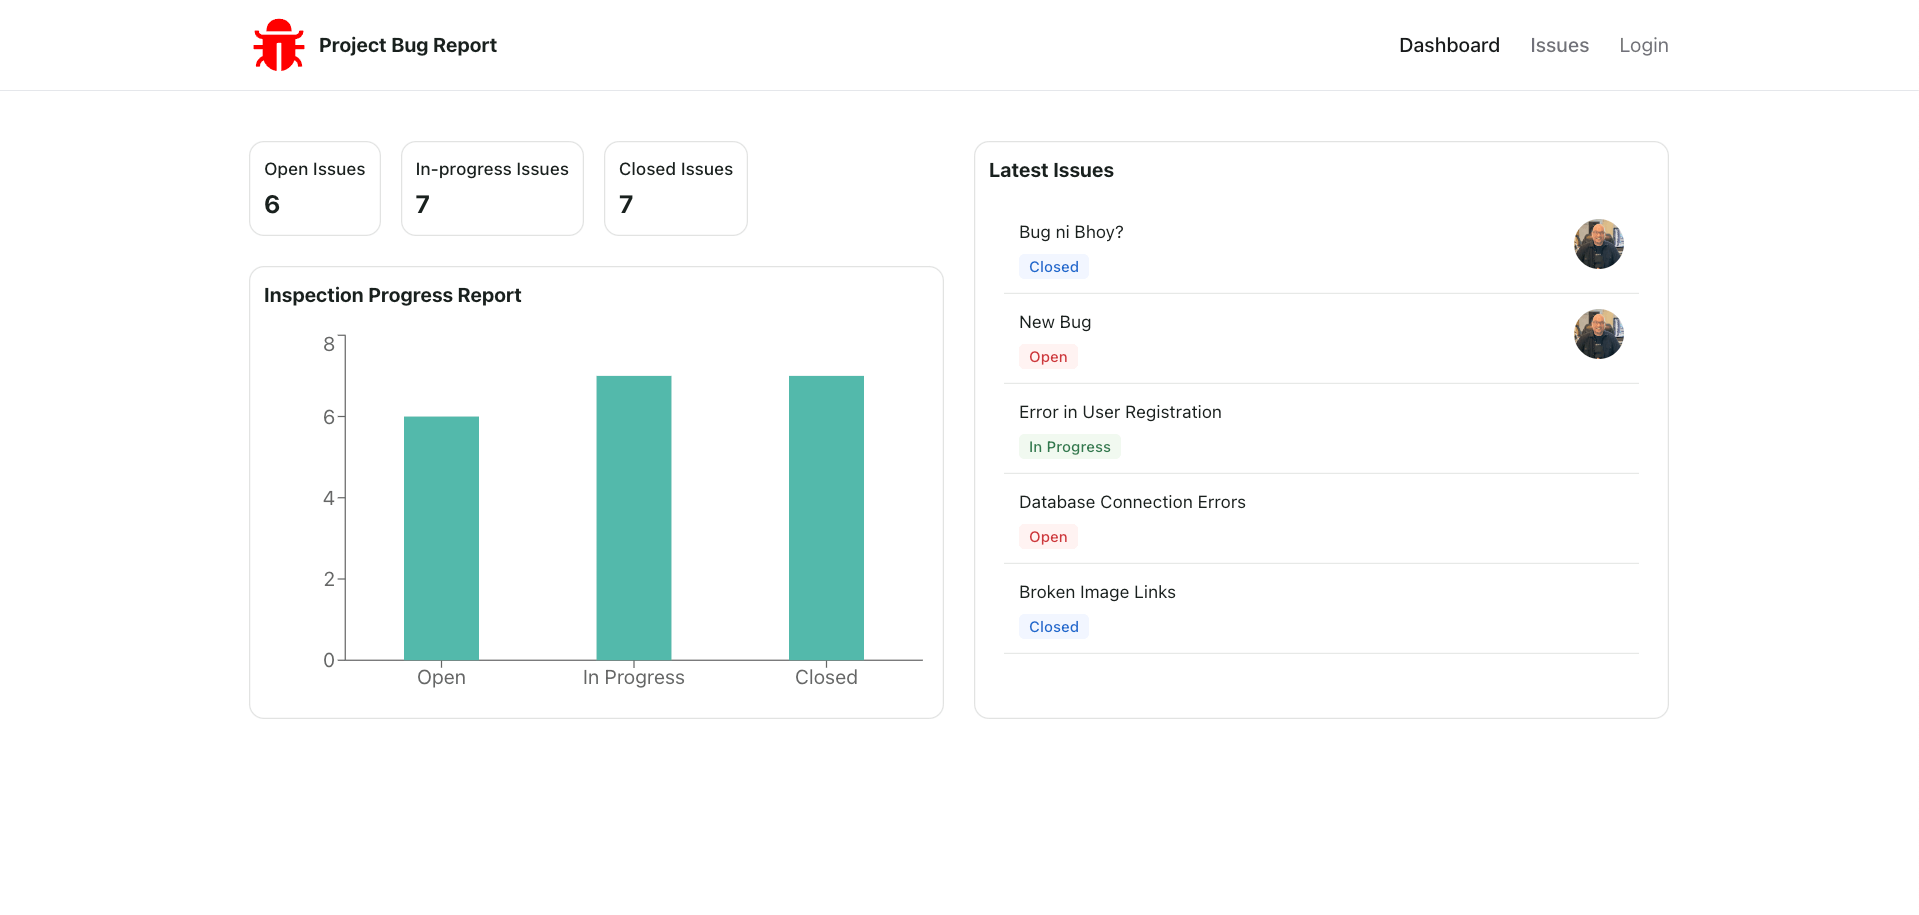 Project Bug Report
Dashboard Issues Login
Open Issues
6
In-progress Issues
7
Closed Issues
7
Inspection Progress Report
8
6
4
2
0
Open In Progress Closed
Latest Issues
Bug ni Bhoy?
Closed
New Bug
Open
Error in User Registration
In Progress
Database Connection Errors
Open
Broken Image Links
Closed